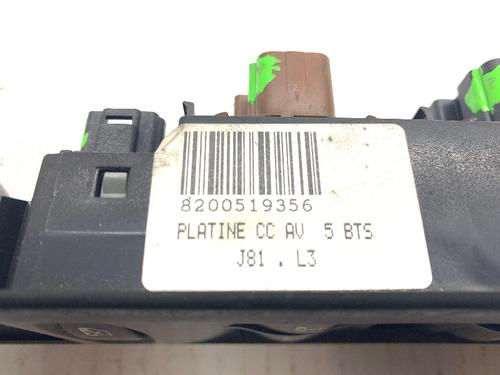 8200519356
PLATINE CC AV 5 BTS
J81 . L3